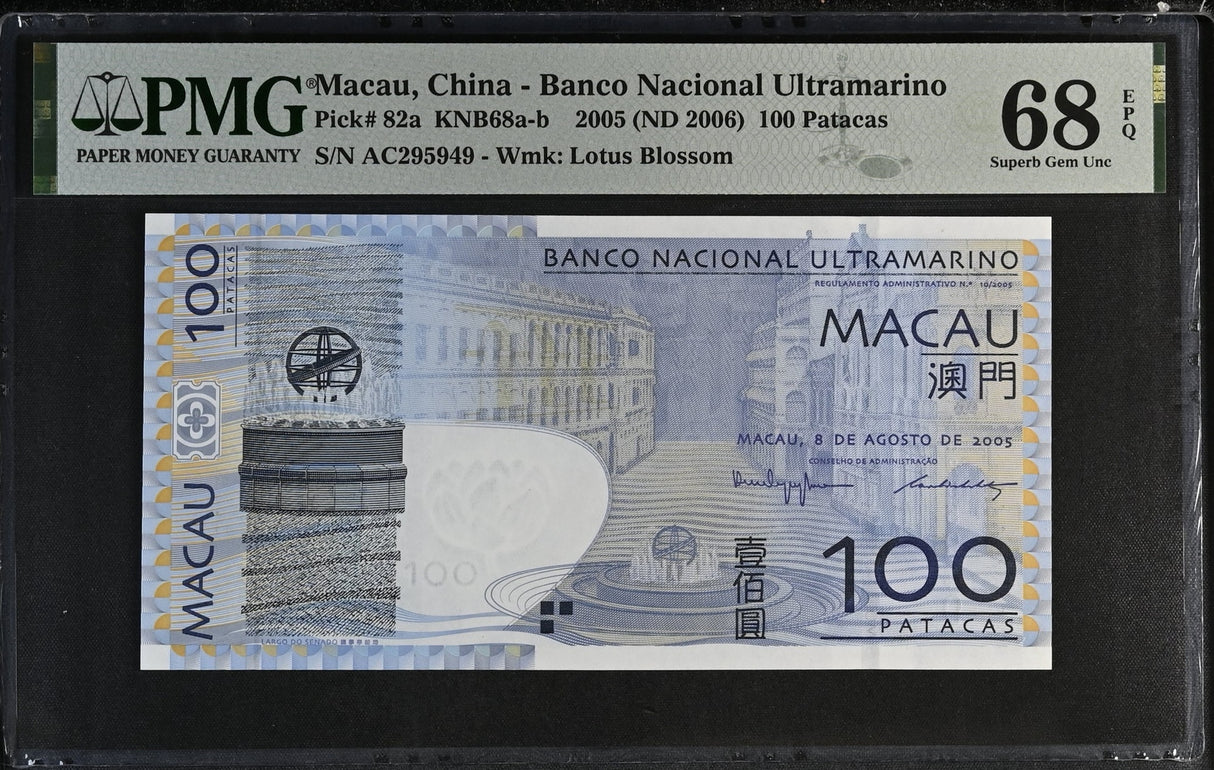 PMG®
PAPER MONEY GUARANTY
Macau, China - Banco Nacional Ultramarino
Pick# 82a KNB68a-b 2005 (ND 2006) 100 Patacas
S/N AC295949 - Wmk: Lotus Blossom
68
EPQ
Superb Gem Unc
100
PATACAS
MACAU
BANCO NACIONAL ULTRAMARINO
REGULAMENTO ADMINISTRATIVO N.º 10/2005
MACAU
澳門
MACAU, 8 DE AGOSTO DE 2005
CONSELHO DE ADMINISTRAÇÃO
100
壹佰圓
100
PATACAS
LARGO DO SENADO